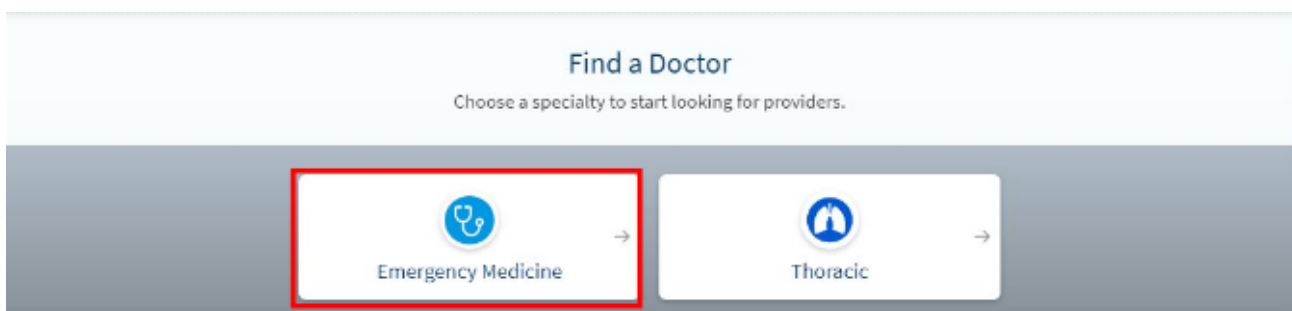 Find a Doctor
Choose a specialty to start looking for providers.
Emergency Medicine
Thoracic